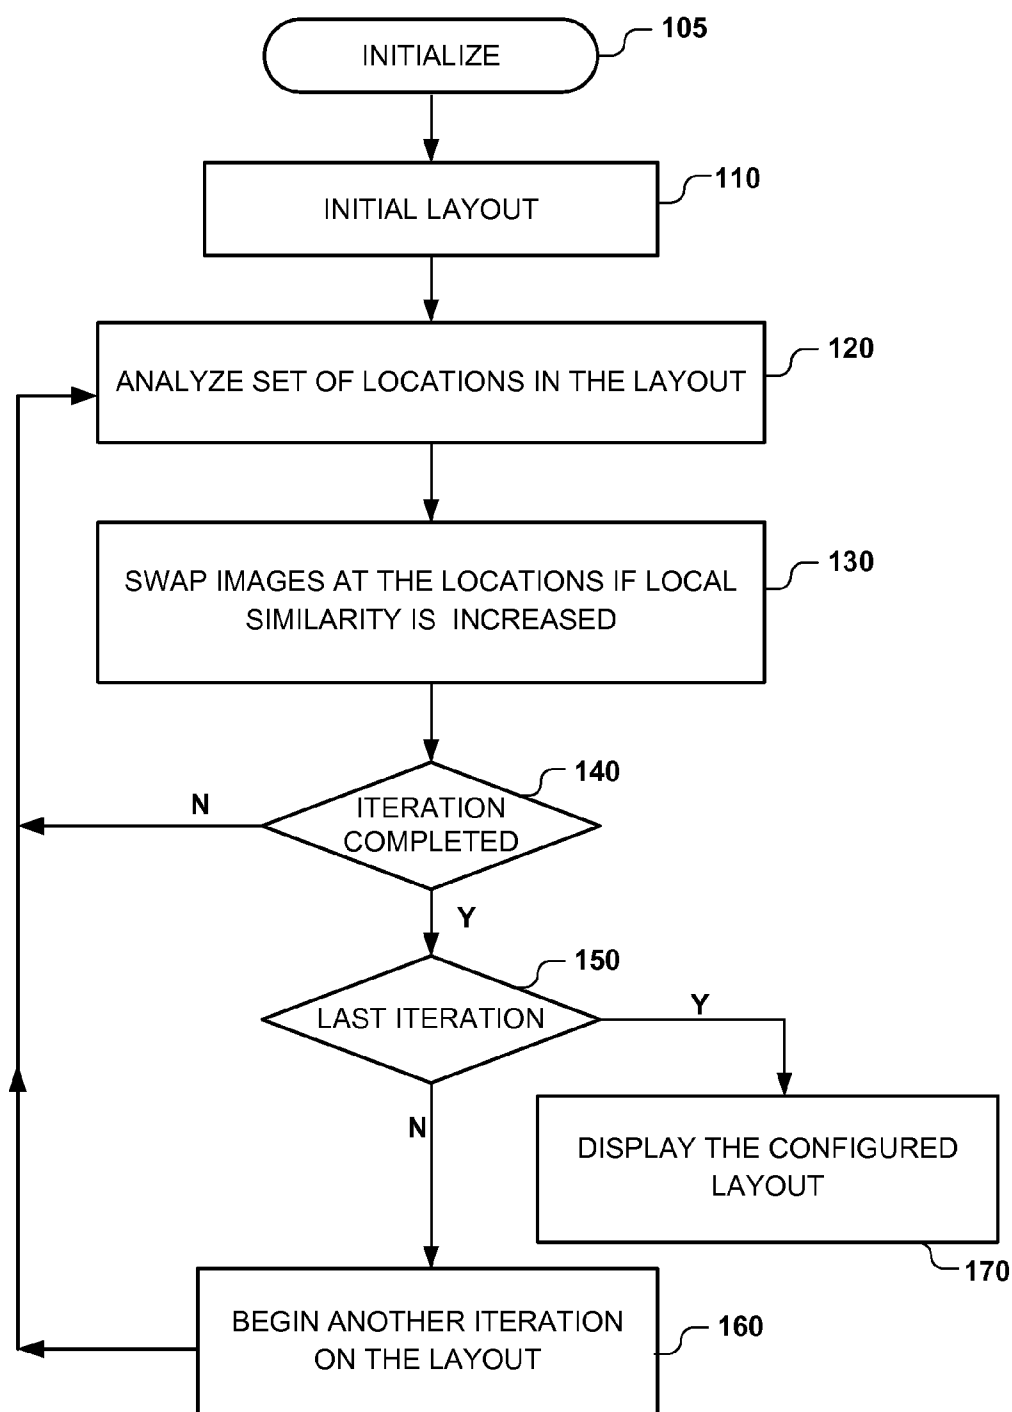 INITIALIZE
105
INITIAL LAYOUT
110
ANALYZE SET OF LOCATIONS IN THE LAYOUT
120
SWAP IMAGES AT THE LOCATIONS IF LOCAL
SIMILARITY IS INCREASED
130
ITERATION
COMPLETED
140
N
Y
LAST ITERATION
150
Y
N
DISPLAY THE CONFIGURED
LAYOUT
170
BEGIN ANOTHER ITERATION
ON THE LAYOUT
160